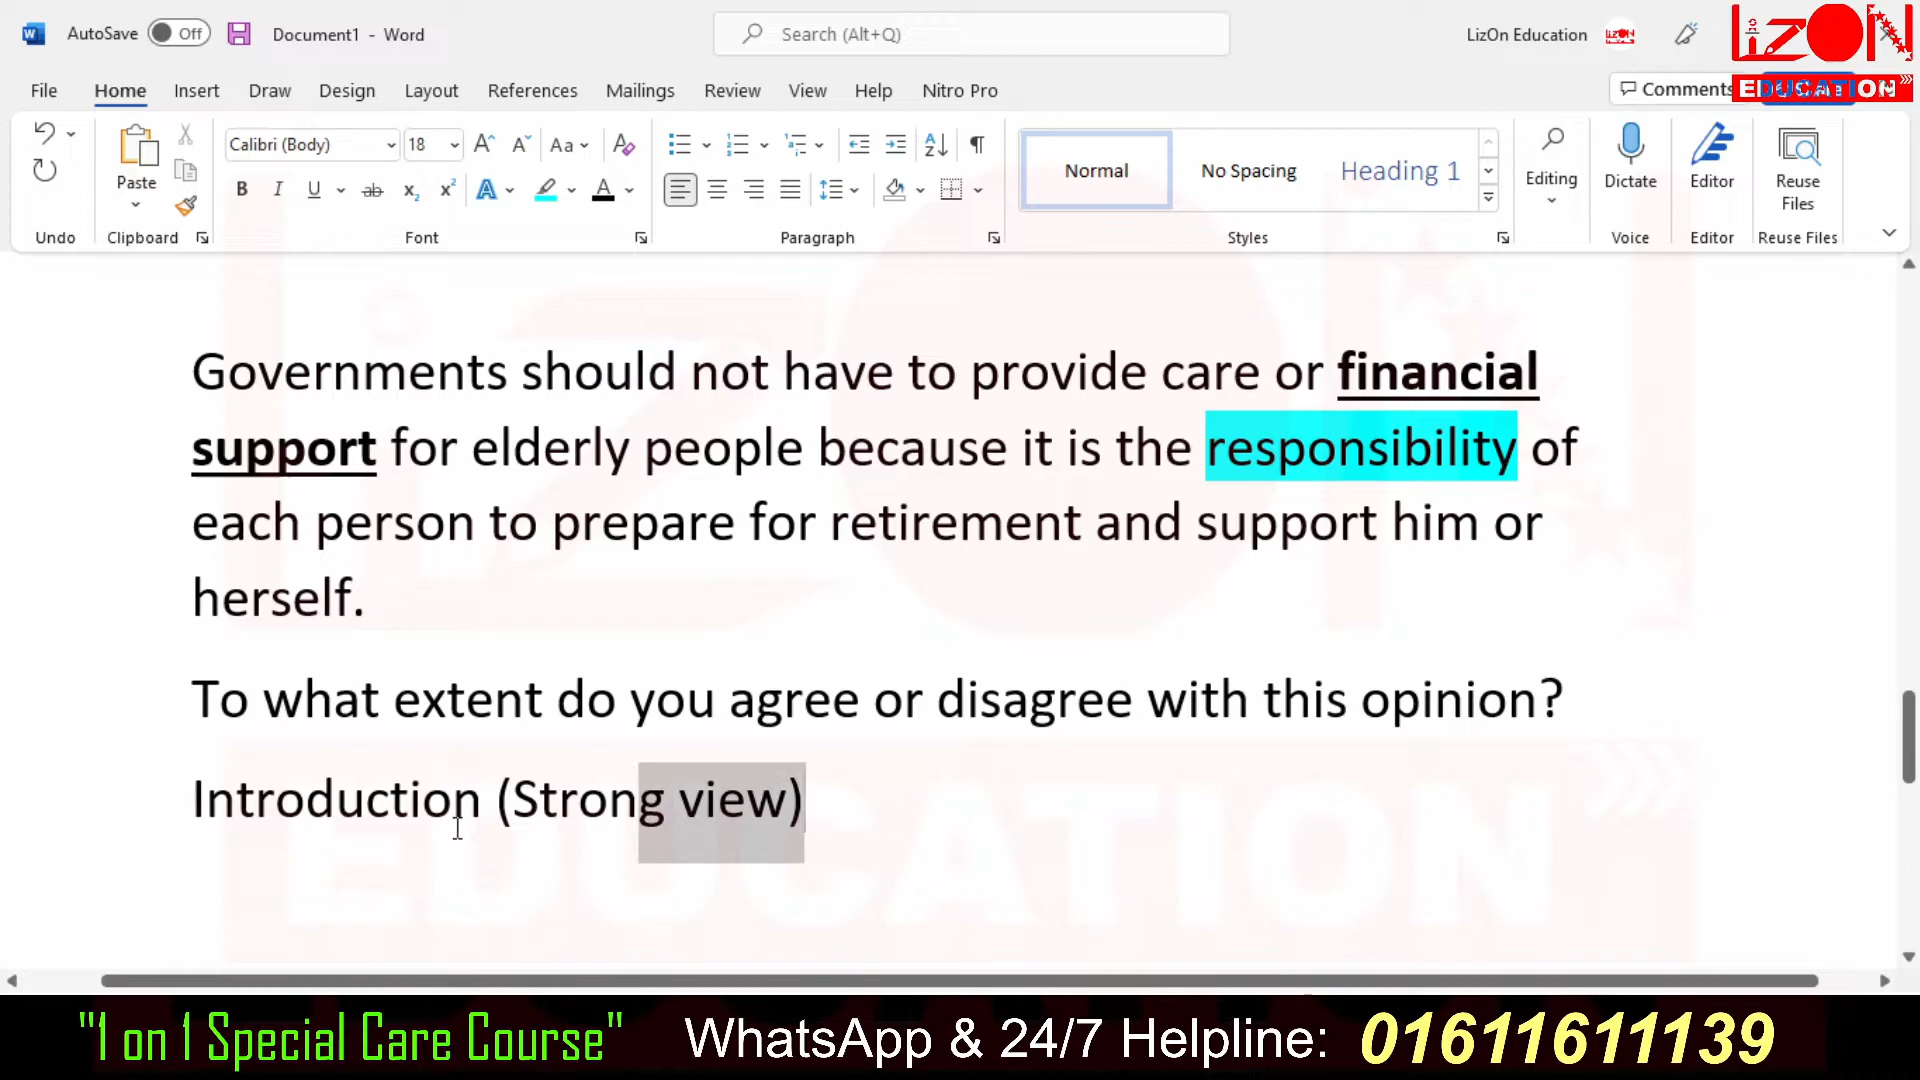 AutoSave Off Document1 - Word Search (Alt+Q) LizOn Education
LizON
EDUCATION
File Home Insert Draw Design Layout References Mailings Review View Help Nitro Pro Comments
Calibri (Body) 18 Aa Normal No Spacing Heading 1
Paste Editing Dictate Editor Reuse Files
Undo Clipboard Font Paragraph Styles Voice Editor Reuse Files
Governments should not have to provide care or financial
support for elderly people because it is the responsibility of
each person to prepare for retirement and support him or
herself.
To what extent do you agree or disagree with this opinion?
Introduction (Strong view)
EDUCATION
"1 on 1 Special Care Course" WhatsApp & 24/7 Helpline: 01611611139